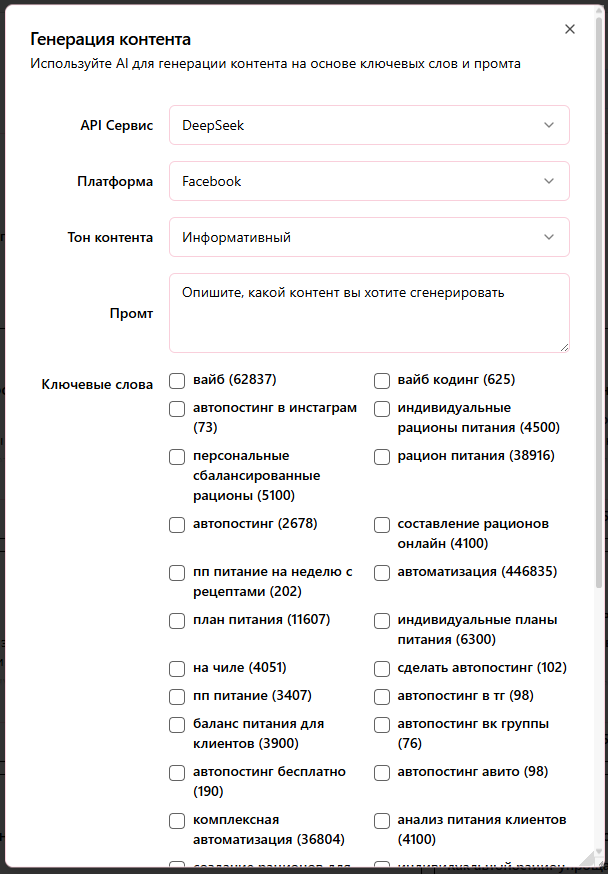 Генерация контента
Используйте AI для генерации контента на основе ключевых слов и промта
API Сервис
DeepSeek
Платформа
Facebook
Тон контента
Информативный
Промт
Опишите, какой контент вы хотите сгенерировать
Ключевые слова
вайб (62837)
вайб кодинг (625)
автопостинг в инстаграм
(73)
индивидуальные
рационы питания (4500)
персональные
сбалансированные
рационы (5100)
рацион питания (38916)
автопостинг (2678)
составление рационов
онлайн (4100)
пп питание на неделю с
рецептами (202)
автоматизация (446835)
план питания (11607)
индивидуальные планы
питания (6300)
на чиле (4051)
сделать автопостинг (102)
пп питание (3407)
автопостинг в тг (98)
баланс питания для
клиентов (3900)
автопостинг вк группы
(76)
автопостинг бесплатно
(190)
автопостинг авито (98)
комплексная
автоматизация (36804)
анализ питания клиентов
(4100)
создание рационов для
индивидуальные